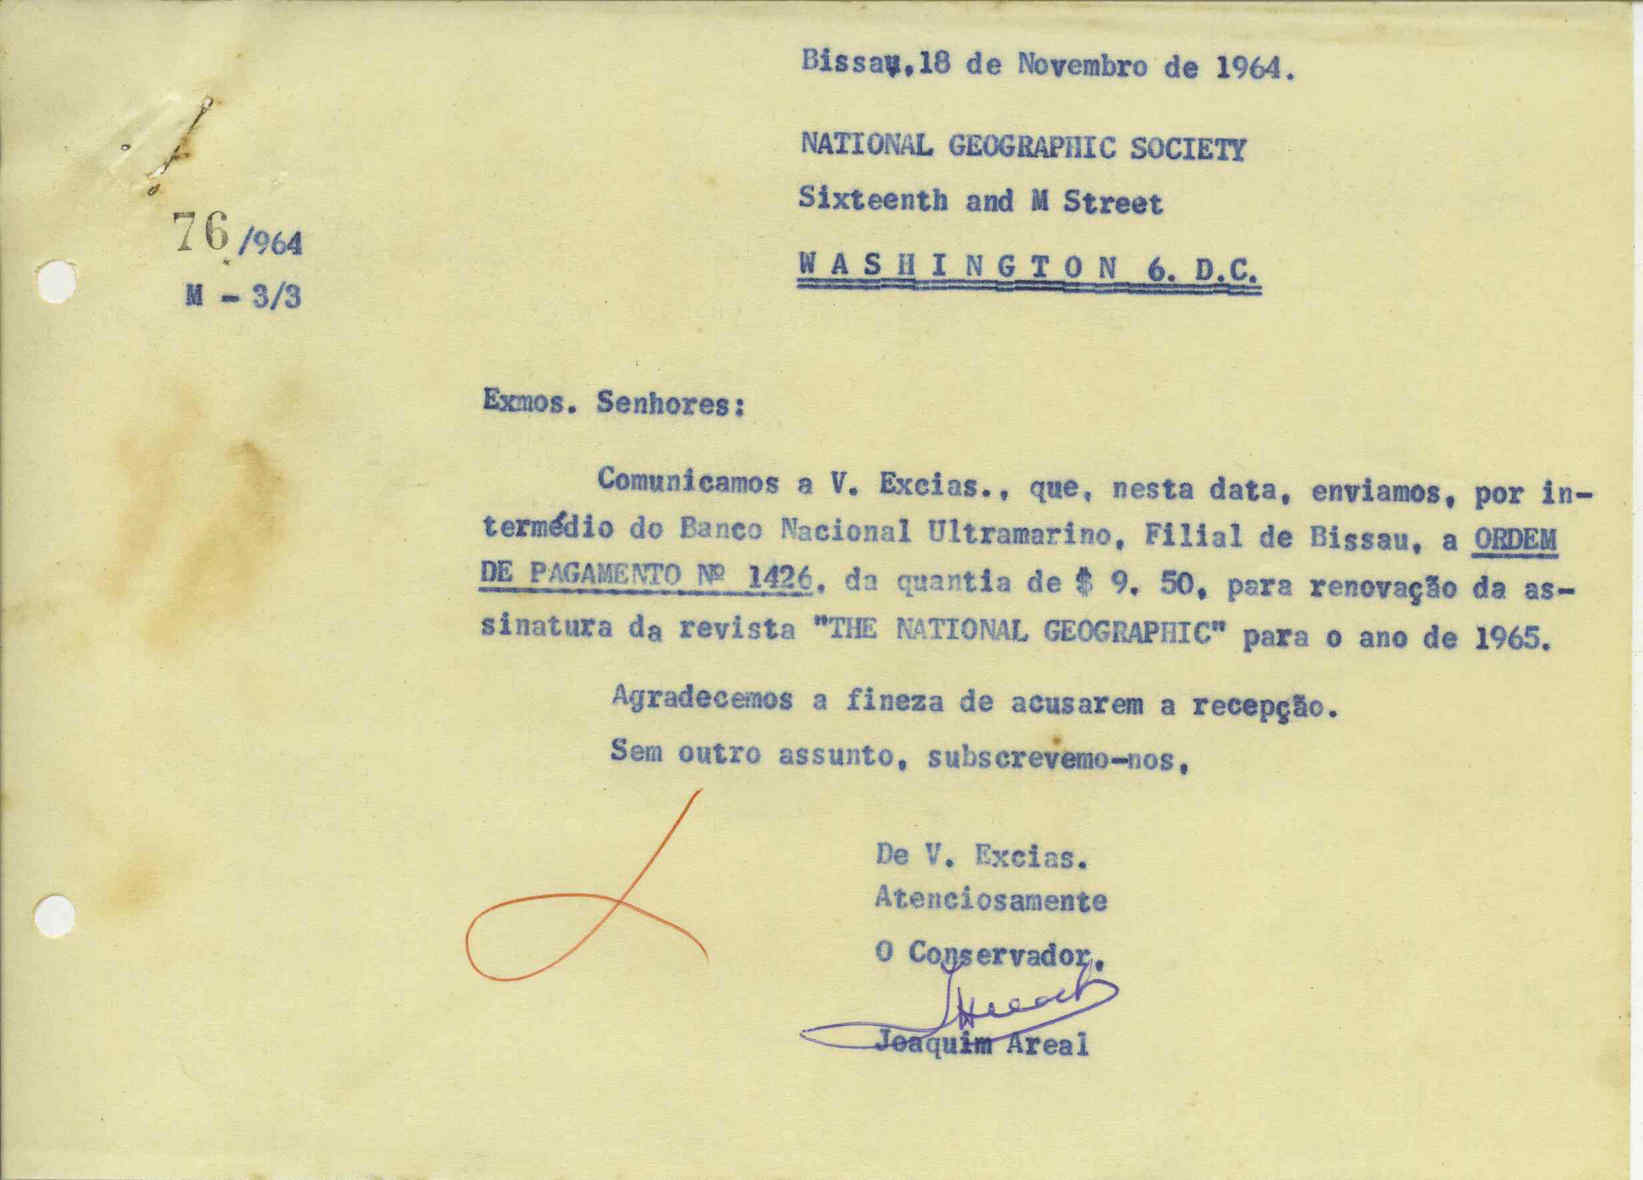 Bissau,18 de Novembro de 1964.
NATIONAL GEOGRAPHIC SOCIETY
Sixteenth and M Street
76/964
WASHINGTON 6. D.C.
M - 3/3
Exmos. Senhores:
Comunicamos a V. Excias., que, nesta data, enviamos, por in-
termédio do Banco Nacional Ultramarino, Filial de Bissau, a ORDEM
DE PAGAMENTO Nº 1426, da quantia de $ 9. 50, para renovação da as-
sinatura da revista "THE NATIONAL GEOGRAPHIC" para o ano de 1965.
Agradecemos a fineza de acusarem a recepção.
Sem outro assunto, subscrevemo-nos,
De V. Excias.
Atenciosamente
O Conservador,
Joaquim Areal